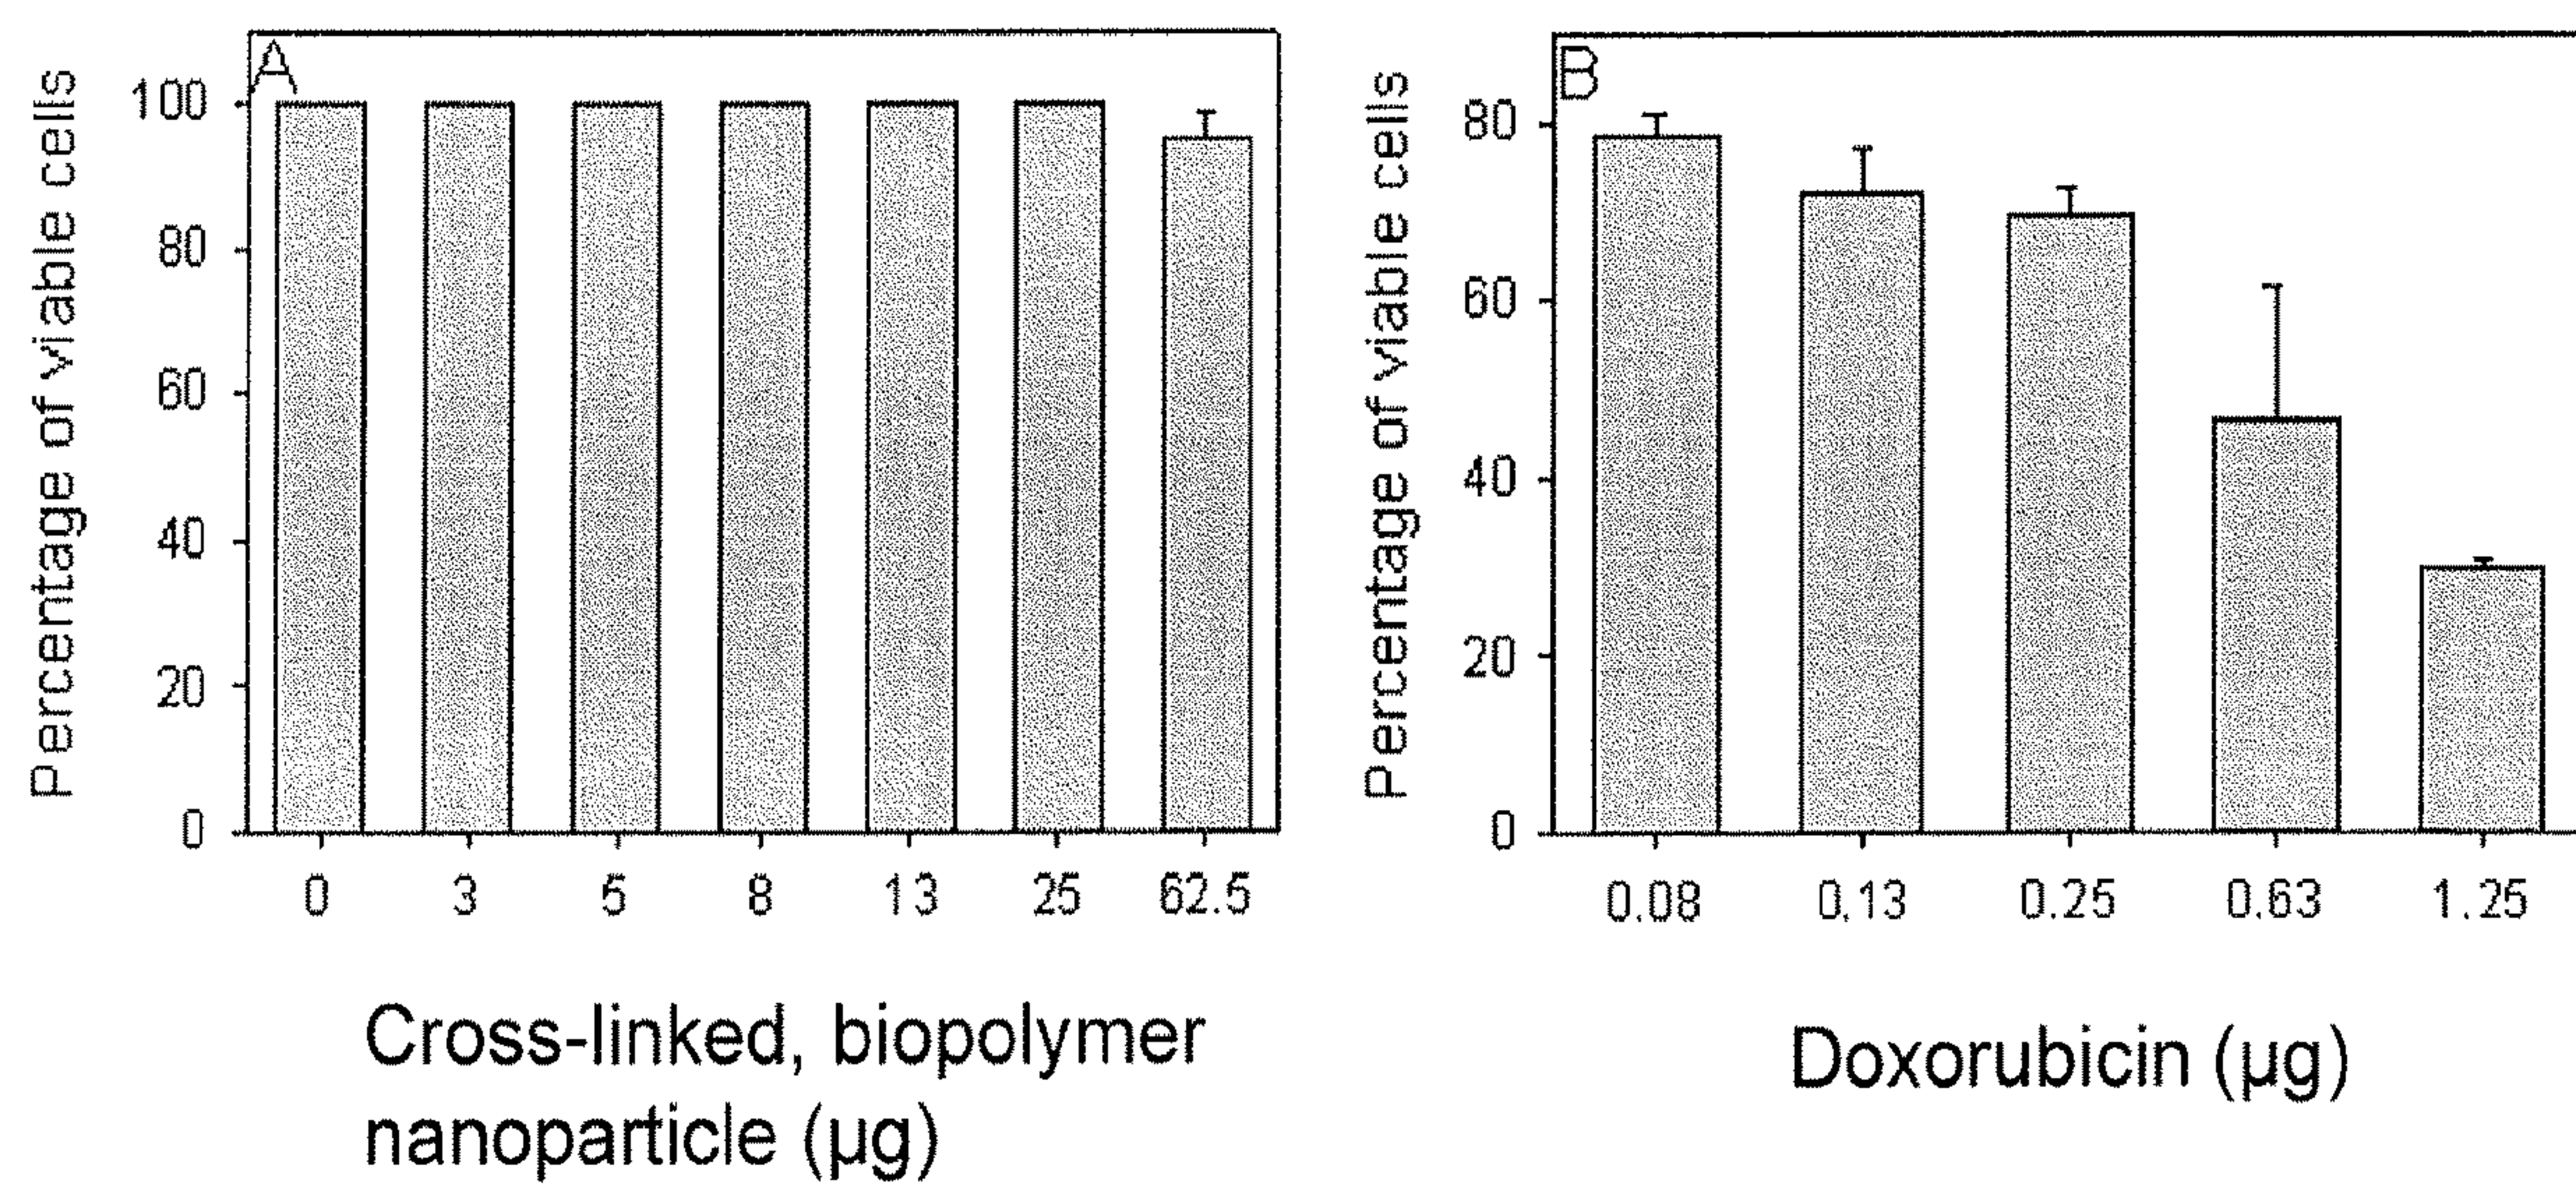 A
Percentage of viable cells
100
80
60
40
20
0
0 3 5 8 13 25 62.5
Cross-linked, biopolymer
nanoparticle (µg)
B
Percentage of viable cells
80
60
40
20
0
0.08 0.13 0.25 0.63 1.25
Doxorubicin (µg)